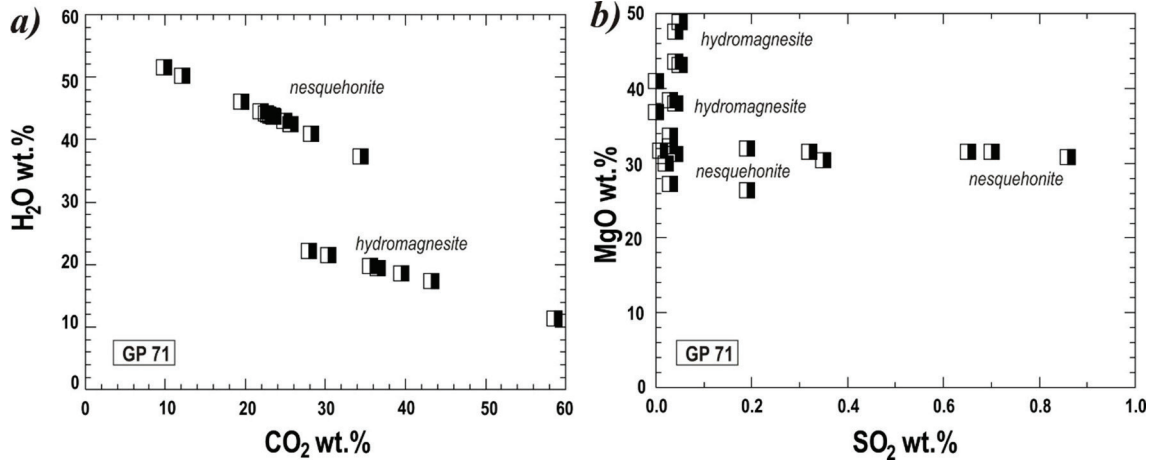 a)
60
50
40
30
20
10
0
H₂O wt.%
nesquehonite
hydromagnesite
GP 71
0 10 20 30 40 50 60
CO₂ wt.%
b)
50
40
30
20
10
0
MgO wt.%
hydromagnesite
hydromagnesite
nesquehonite
nesquehonite
GP 71
0.0 0.2 0.4 0.6 0.8 1.0
SO₂ wt.%